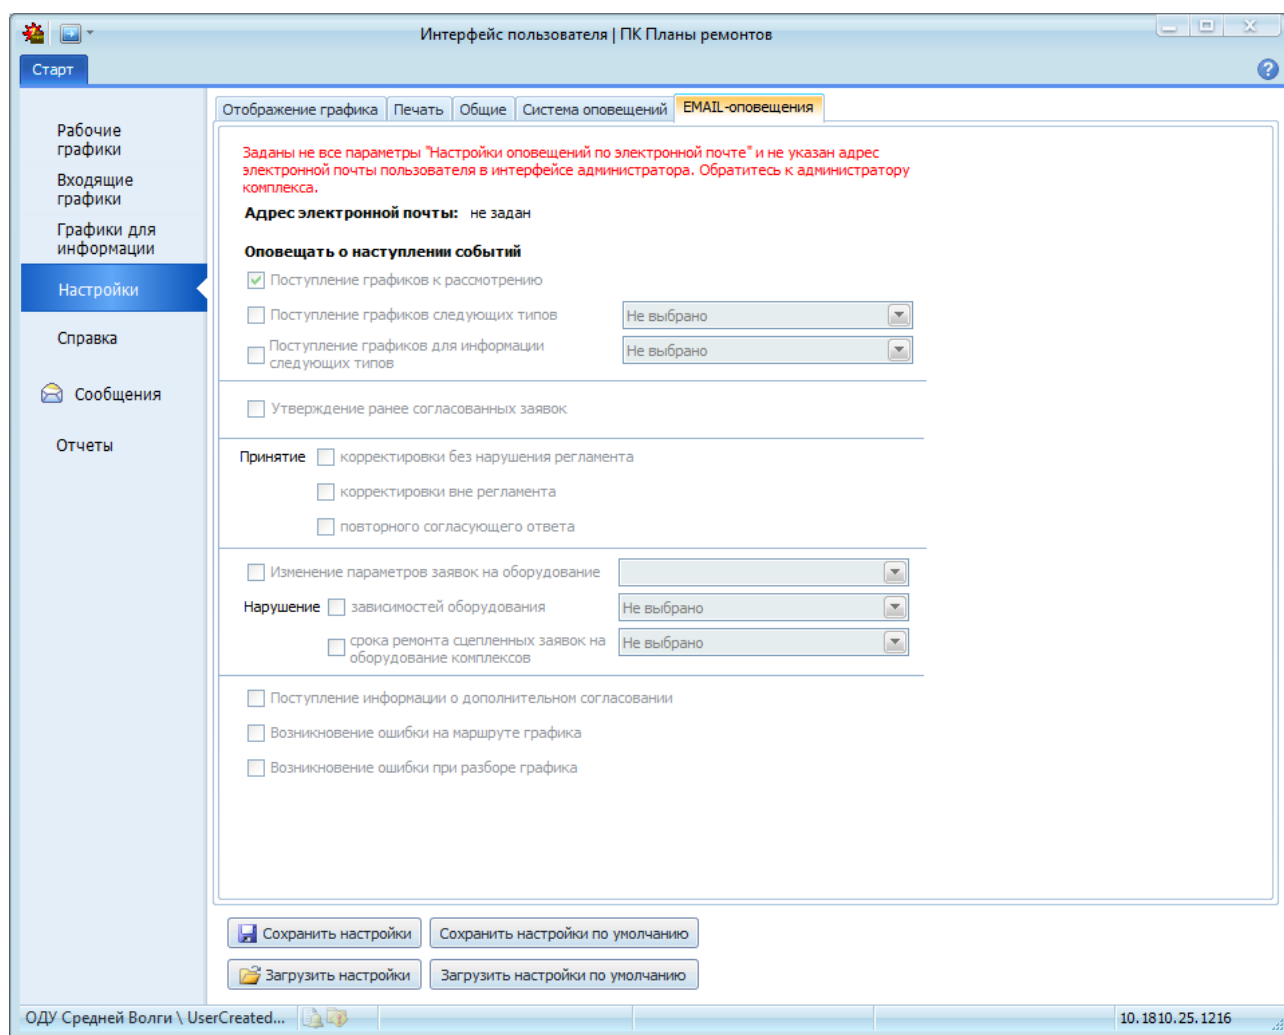 Интерфейс пользователя | ПК Планы ремонтов
Старт
Рабочие
графики
Входящие
графики
Графики для
информации
Настройки
Справка
Сообщения
Отчеты
Отображение графика Печать Общие Система оповещений EMAIL-оповещения
Заданы не все параметры "Настройки оповещений по электронной почте" и не указан адрес
электронной почты пользователя в интерфейсе администратора. Обратитесь к администратору
комплекса.
Адрес электронной почты: не задан
Оповещать о наступлении событий
Поступление графиков к рассмотрению
Поступление графиков следующих типов Не выбрано
Поступление графиков для информации
следующих типов Не выбрано
Утверждение ранее согласованных заявок
Принятие корректировки без нарушения регламента
корректировки вне регламента
повторного согласующего ответа
Изменение параметров заявок на оборудование
Нарушение зависимостей оборудования Не выбрано
срока ремонта сцепленных заявок на
оборудование комплексов Не выбрано
Поступление информации о дополнительном согласовании
Возникновение ошибки на маршруте графика
Возникновение ошибки при разборе графика
Сохранить настройки Сохранить настройки по умолчанию
Загрузить настройки Загрузить настройки по умолчанию
ОДУ Средней Волги \ UserCreated... 10.1810.25.1216